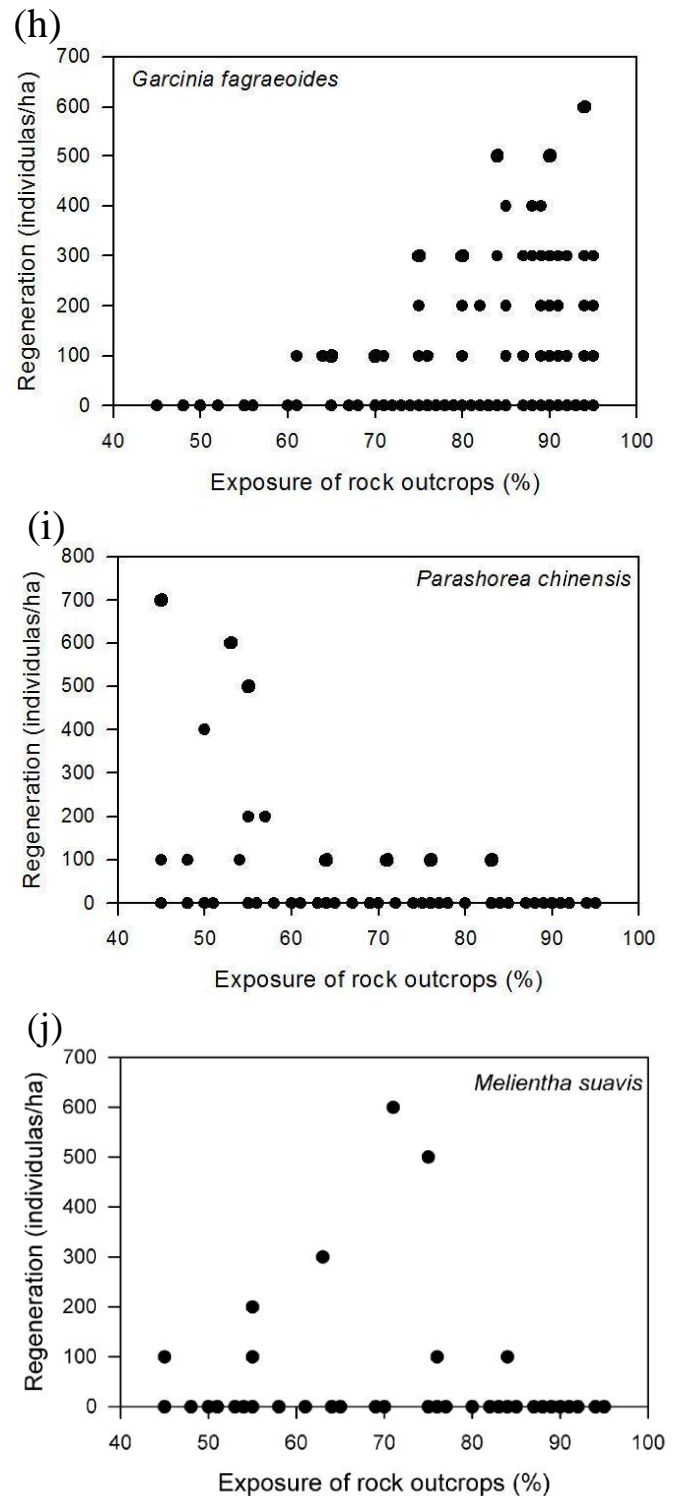 (h)
Garcinia fagraeoides
Regeneration (individulas/ha)
700
600
500
400
300
200
100
0
40 50 60 70 80 90 100
Exposure of rock outcrops (%)
(i)
Parashorea chinensis
Regeneration (individulas/ha)
800
700
600
500
400
300
200
100
0
40 50 60 70 80 90 100
Exposure of rock outcrops (%)
(j)
Melientha suavis
Regeneration (individulas/ha)
700
600
500
400
300
200
100
0
40 50 60 70 80 90 100
Exposure of rock outcrops (%)